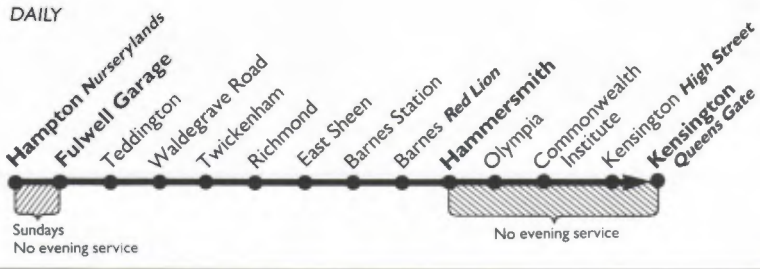 DAILY
Hampton Nurserylands
Fulwell Garage
Teddington
Waldegrave Road
Twickenham
Richmond
East Sheen
Barnes Station
Barnes Red Lion
Hammersmith
Olympia
Commonwealth
Institute
Kensington High Street
Kensington
Queens Gate
Sundays
No evening service
No evening service